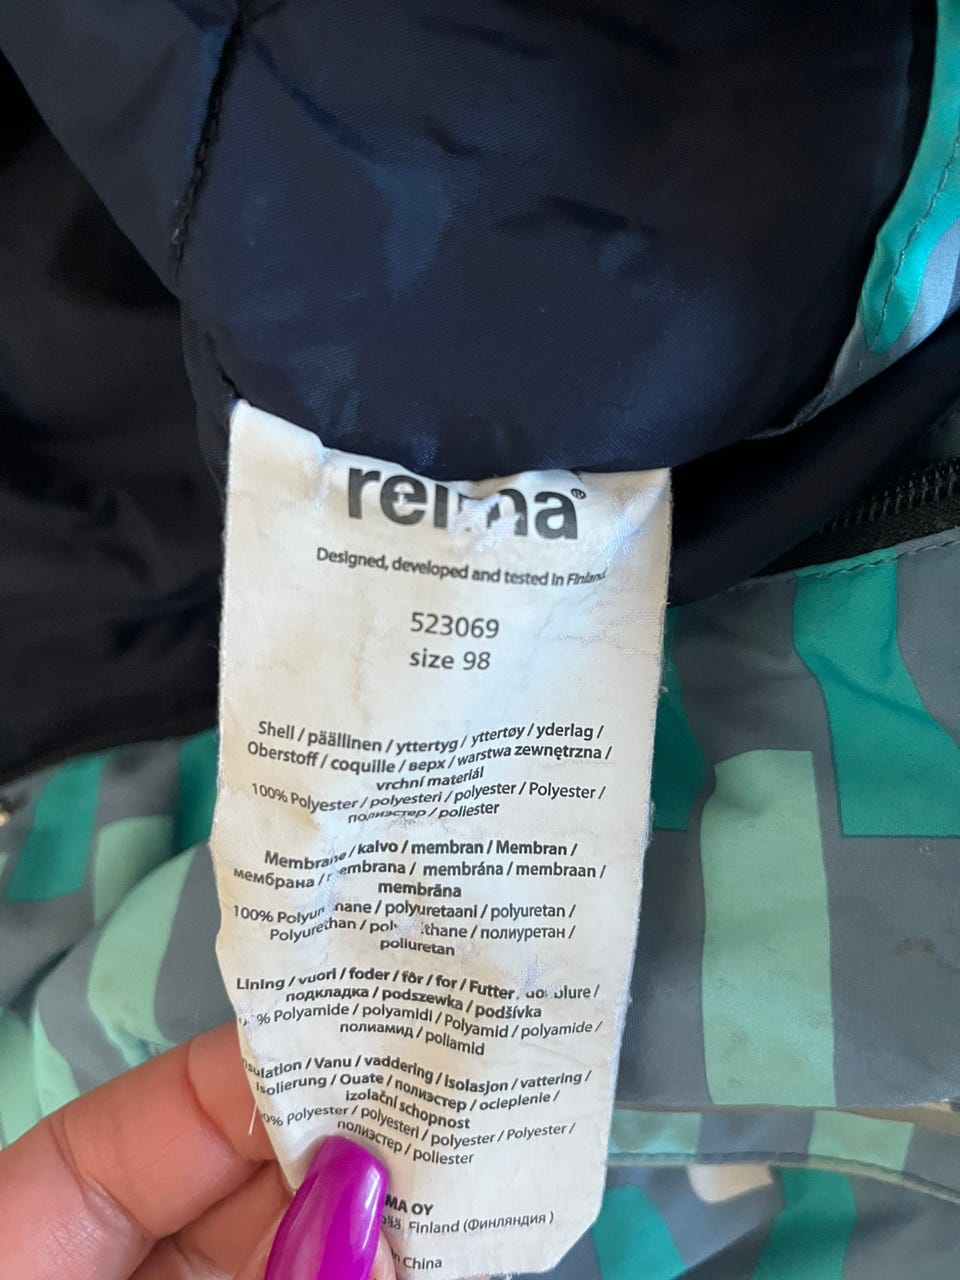 reima®
Designed, developed and tested in Finland
523069
size 98
Shell / päällinen / yttertyg / yttertøy / yderlag /
Oberstoff / coquille / верх / warstwa zewnętrzna /
vrchní materiál
100% Polyester / polyesteri / polyester / Polyester /
полиэстер / poliester
Membrane / kalvo / membran / Membran /
мембрана / membrana / membrána / membraan /
membrāna
100% Polyurethane / polyuretaani / polyuretan /
Polyurethan / polyurethane / полиуретан /
poliuretan
Lining / vuori / foder / fôr / for / Futter / doublure /
подкладка / podszewka / podšívka
% Polyamide / polyamidi / Polyamid / polyamide /
полиамид / poliamid
Insulation / Vanu / vaddering / Isolasjon / vattering /
Isolierung / Ouate / полиэстер / ocieplenie /
izolační schopnost
% Polyester / polyesteri / polyester / Polyester /
полиэстер / poliester
MA OY
Finland (Финляндия )
China